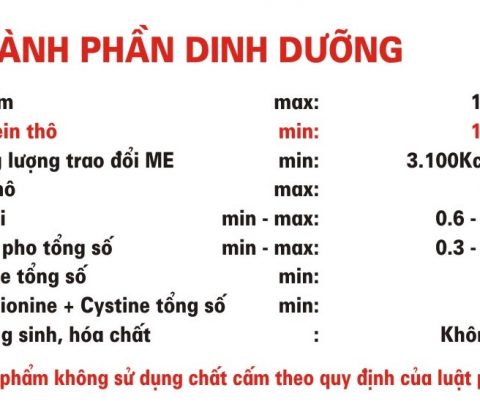 ÀNH PHẦN DINH DƯỠNG
m max: 1
ein thô min: 1
g lượng trao đổi ME min: 3.100Kc
hô max:
i min - max: 0.6 -
pho tổng số min - max: 0.3 -
e tổng số min:
ionine + Cystine tổng số min:
g sinh, hóa chất : Khôn
phẩm không sử dụng chất cấm theo quy định của luật p